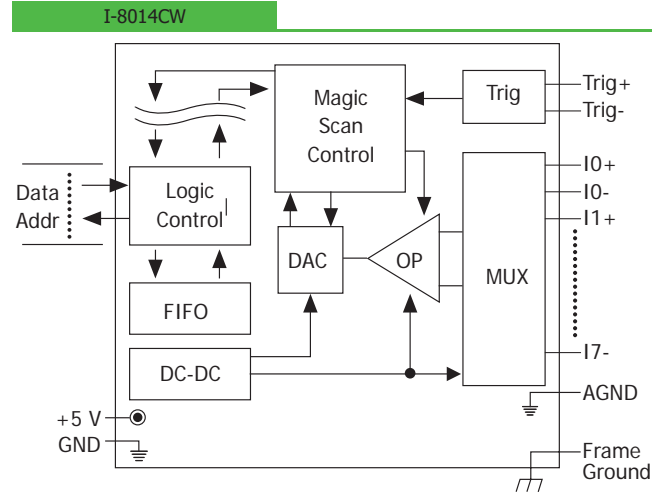 I-8014CW
Magic
Scan
Control
Trig
Trig+
Trig-
Data
Addr
Logic
Control
I0+
I0-
I1+
DAC
OP
MUX
FIFO
I7-
DC-DC
AGND
+5 V
GND
Frame
Ground